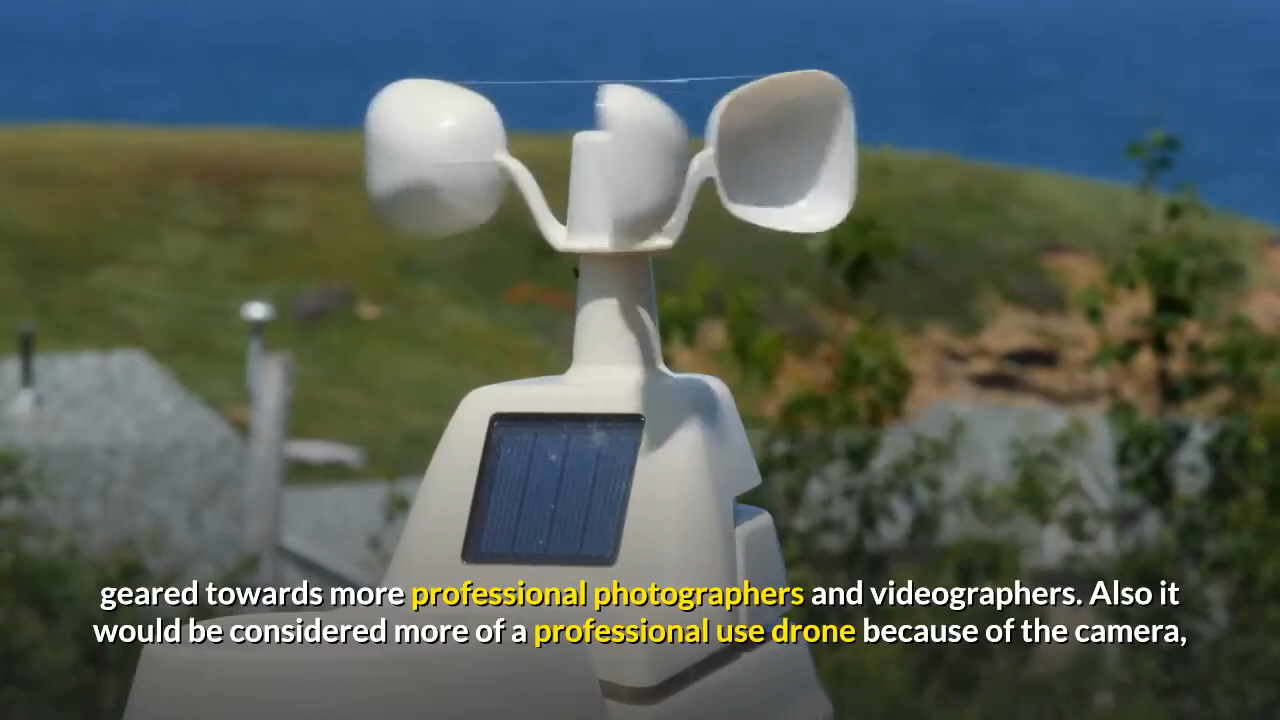 geared towards more professional photographers and videographers. Also it
would be considered more of a professional use drone because of the camera,